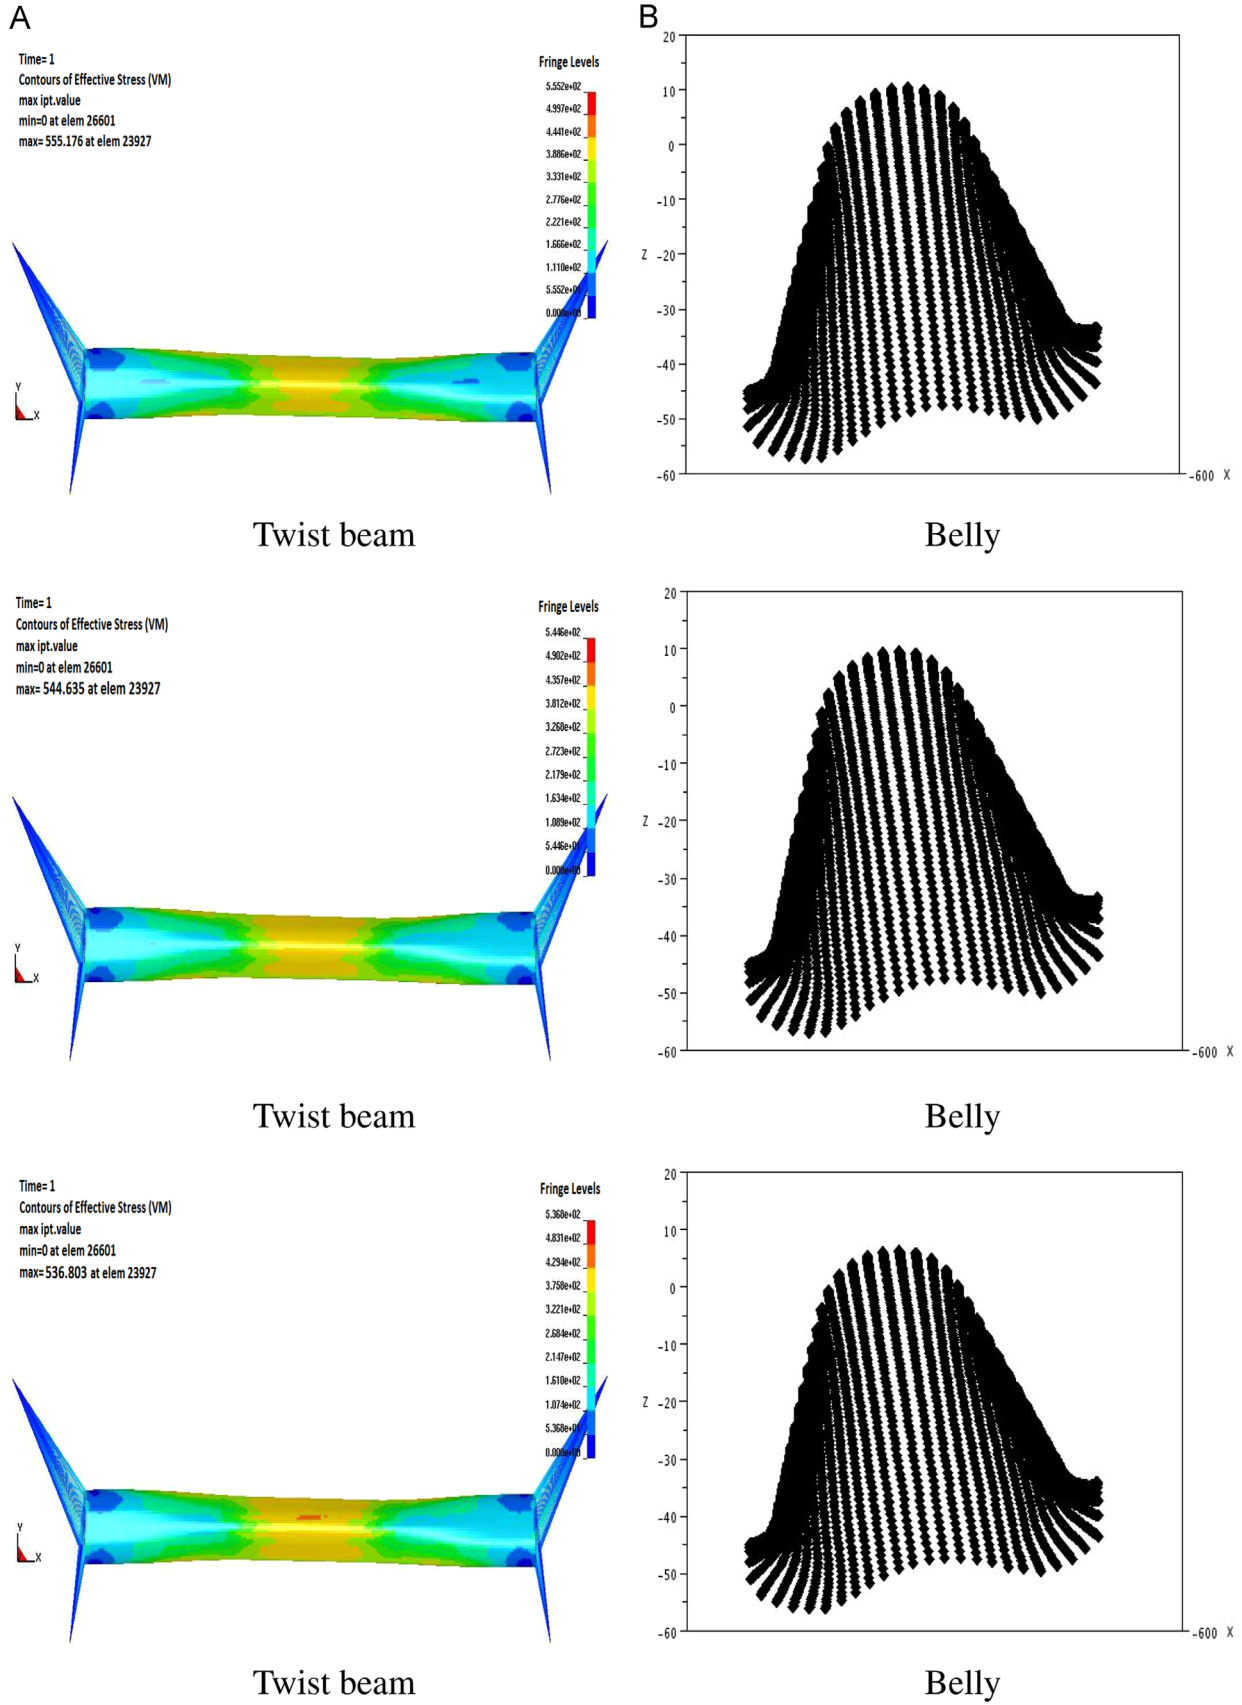 A
Time= 1
Contours of Effective Stress (VM)
max ipt.value
min=0 at elem 26601
max= 555.176 at elem 23927
Fringe Levels
5.552e+02
4.997e+02
4.441e+02
3.886e+02
3.331e+02
2.776e+02
2.221e+02
1.666e+02
1.110e+02
5.552e+01
0.000e+00
Y
X
Twist beam
B
20
10
0
-10
Z -20
-30
-40
-50
-60
-600 X
Belly
Time= 1
Contours of Effective Stress (VM)
max ipt.value
min=0 at elem 26601
max= 544.635 at elem 23927
Fringe Levels
5.446e+02
4.902e+02
4.357e+02
3.812e+02
3.268e+02
2.723e+02
2.179e+02
1.634e+02
1.089e+02
5.446e+01
0.000e+00
Y
X
Twist beam
20
10
0
-10
Z -20
-30
-40
-50
-60
-600 X
Belly
Time= 1
Contours of Effective Stress (VM)
max ipt.value
min=0 at elem 26601
max= 536.803 at elem 23927
Fringe Levels
5.368e+02
4.831e+02
4.294e+02
3.758e+02
3.221e+02
2.684e+02
2.147e+02
1.610e+02
1.074e+02
5.368e+01
0.000e+00
Y
X
Twist beam
20
10
0
-10
Z -20
-30
-40
-50
-60
-600 X
Belly